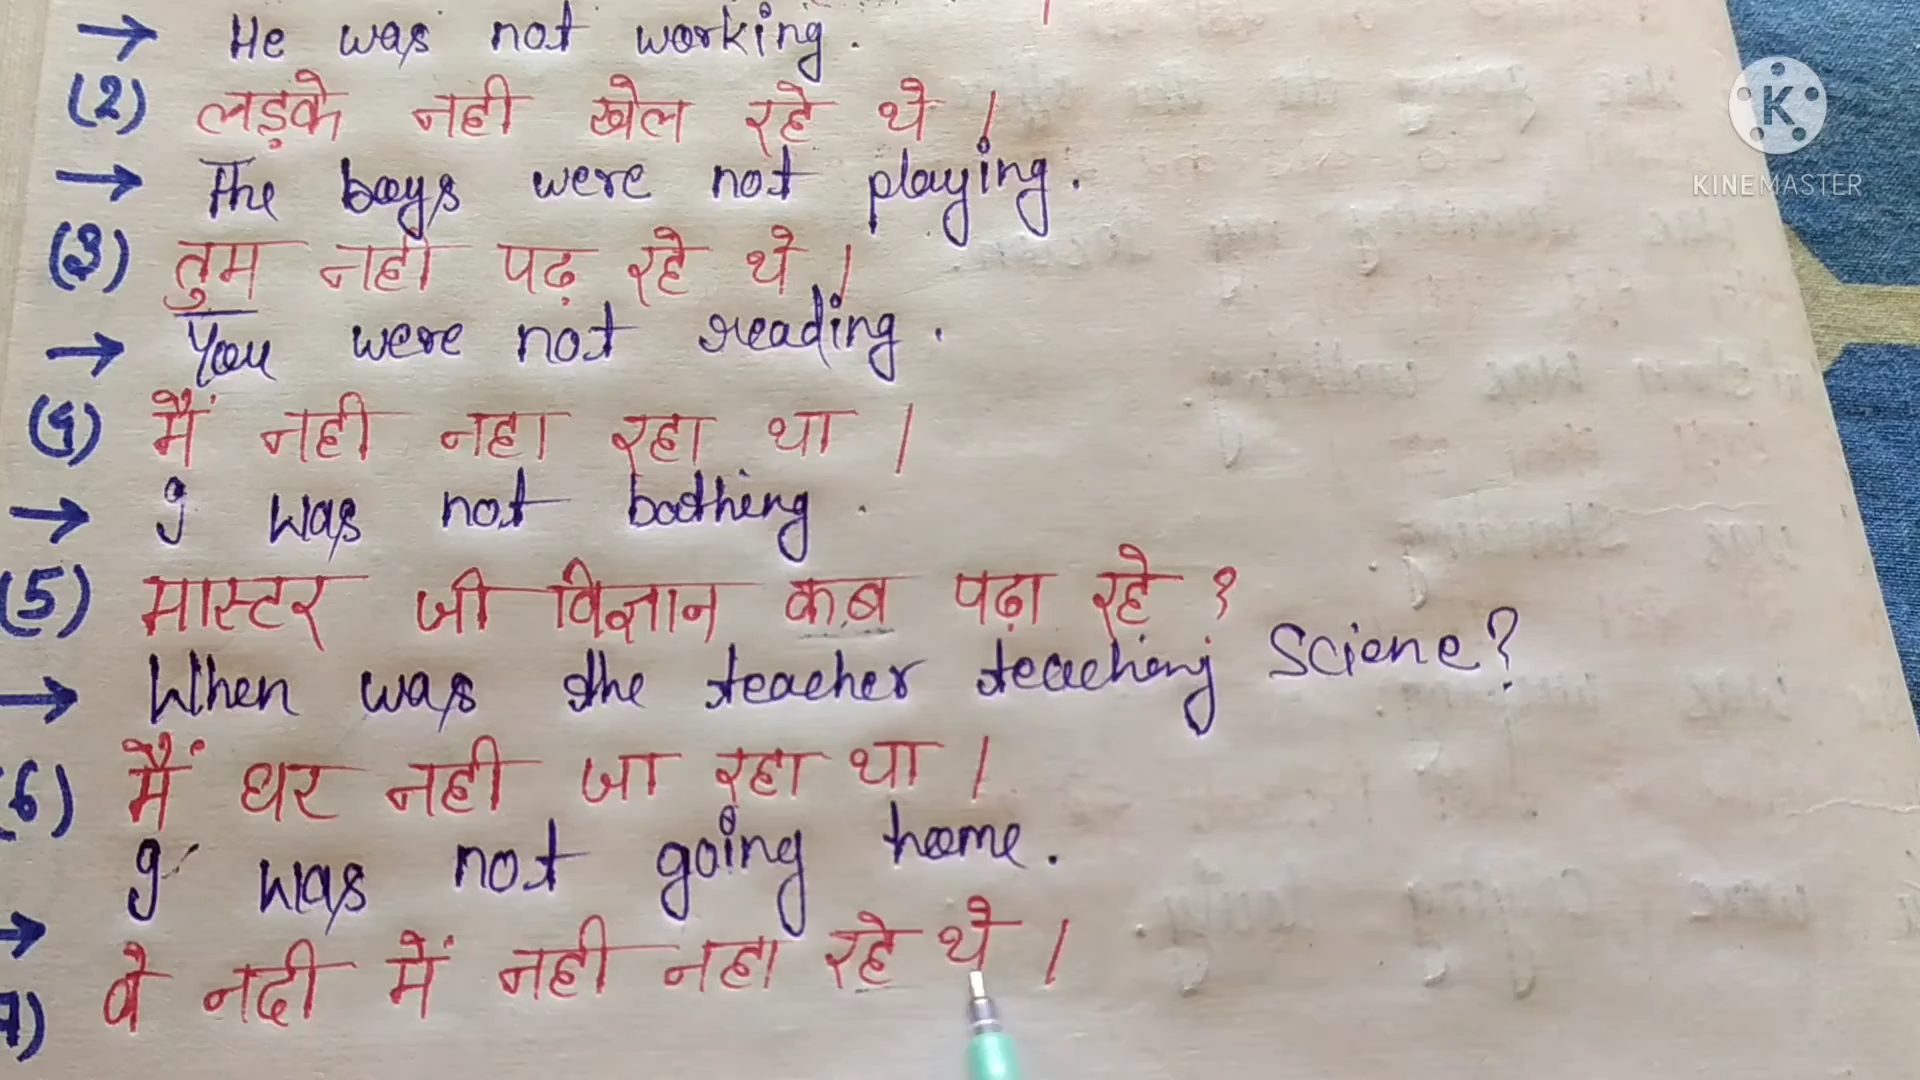 → He was not working.
(2) लड़के नही खेल रहे थे ।
→ The boys were not playing.
(3) तुम नही पढ़ रहे थे ।
→ You were not reading.
(4) मैं नही नहा रहा था ।
→ I was not bathing.
(5) मास्टर जी विज्ञान कब पढ़ा रहे ?
→ When was the teacher teaching Sciene?
(6) मैं घर नही जा रहा था ।
→ I was not going home.
7) वे नदी में नही नहा रहे थे ।
K
KINEMASTER